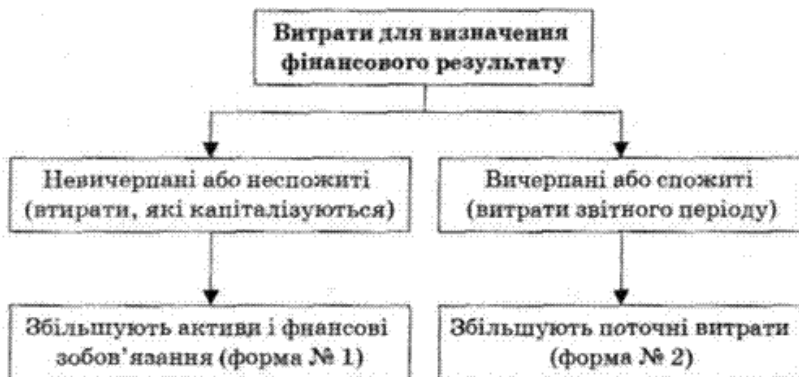 Витрати для визначення
фінансового результату
Невичерпані або неспожиті
(втирати, які капіталізуються)
Вичерпані або спожиті
(витрати звітного періоду)
Збільшують активи і фнансові
зобов’язання (форма № 1)
Збільшують поточні витрати
(форма № 2)